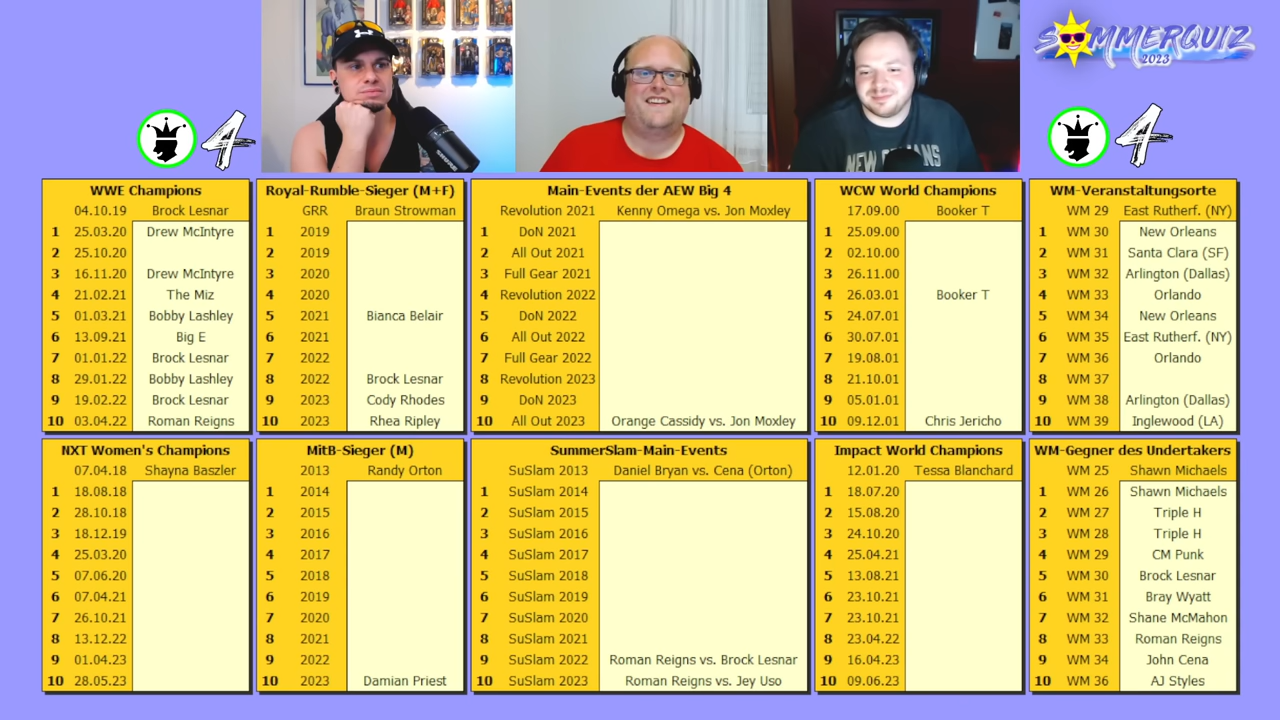 SOMMERQUIZ
2023
4
4
NEW ORLEANS
WWE Champions
04.10.19 Brock Lesnar
1 25.03.20 Drew McIntyre
2 25.10.20
3 16.11.20 Drew McIntyre
4 21.02.21 The Miz
5 01.03.21 Bobby Lashley
6 13.09.21 Big E
7 01.01.22 Brock Lesnar
8 29.01.22 Bobby Lashley
9 19.02.22 Brock Lesnar
10 03.04.22 Roman Reigns
Royal-Rumble-Sieger (M+F)
GRR Braun Strowman
1 2019
2 2019
3 2020
4 2020
5 2021 Bianca Belair
6 2021
7 2022
8 2022 Brock Lesnar
9 2023 Cody Rhodes
10 2023 Rhea Ripley
Main-Events der AEW Big 4
Revolution 2021 Kenny Omega vs. Jon Moxley
1 DoN 2021
2 All Out 2021
3 Full Gear 2021
4 Revolution 2022
5 DoN 2022
6 All Out 2022
7 Full Gear 2022
8 Revolution 2023
9 DoN 2023
10 All Out 2023 Orange Cassidy vs. Jon Moxley
WCW World Champions
17.09.00 Booker T
1 25.09.00
2 02.10.00
3 26.11.00
4 26.03.01 Booker T
5 24.07.01
6 30.07.01
7 19.08.01
8 21.10.01
9 05.01.01
10 09.12.01 Chris Jericho
WM-Veranstaltungsorte
WM 29 East Rutherf. (NY)
1 WM 30 New Orleans
2 WM 31 Santa Clara (SF)
3 WM 32 Arlington (Dallas)
4 WM 33 Orlando
5 WM 34 New Orleans
6 WM 35 East Rutherf. (NY)
7 WM 36 Orlando
8 WM 37
9 WM 38 Arlington (Dallas)
10 WM 39 Inglewood (LA)
NXT Women's Champions
07.04.18 Shayna Baszler
1 18.08.18
2 28.10.18
3 18.12.19
4 25.03.20
5 07.06.20
6 07.04.21
7 26.10.21
8 13.12.22
9 01.04.23
10 28.05.23
MitB-Sieger (M)
2013 Randy Orton
1 2014
2 2015
3 2016
4 2017
5 2018
6 2019
7 2020
8 2021
9 2022
10 2023 Damian Priest
SummerSlam-Main-Events
SuSlam 2013 Daniel Bryan vs. Cena (Orton)
1 SuSlam 2014
2 SuSlam 2015
3 SuSlam 2016
4 SuSlam 2017
5 SuSlam 2018
6 SuSlam 2019
7 SuSlam 2020
8 SuSlam 2021
9 SuSlam 2022 Roman Reigns vs. Brock Lesnar
10 SuSlam 2023 Roman Reigns vs. Jey Uso
Impact World Champions
12.01.20 Tessa Blanchard
1 18.07.20
2 15.08.20
3 24.10.20
4 25.04.21
5 13.08.21
6 23.10.21
7 23.10.21
8 23.04.22
9 16.04.23
10 09.06.23
WM-Gegner des Undertakers
WM 25 Shawn Michaels
1 WM 26 Shawn Michaels
2 WM 27 Triple H
3 WM 28 Triple H
4 WM 29 CM Punk
5 WM 30 Brock Lesnar
6 WM 31 Bray Wyatt
7 WM 32 Shane McMahon
8 WM 33 Roman Reigns
9 WM 34 John Cena
10 WM 36 AJ Styles